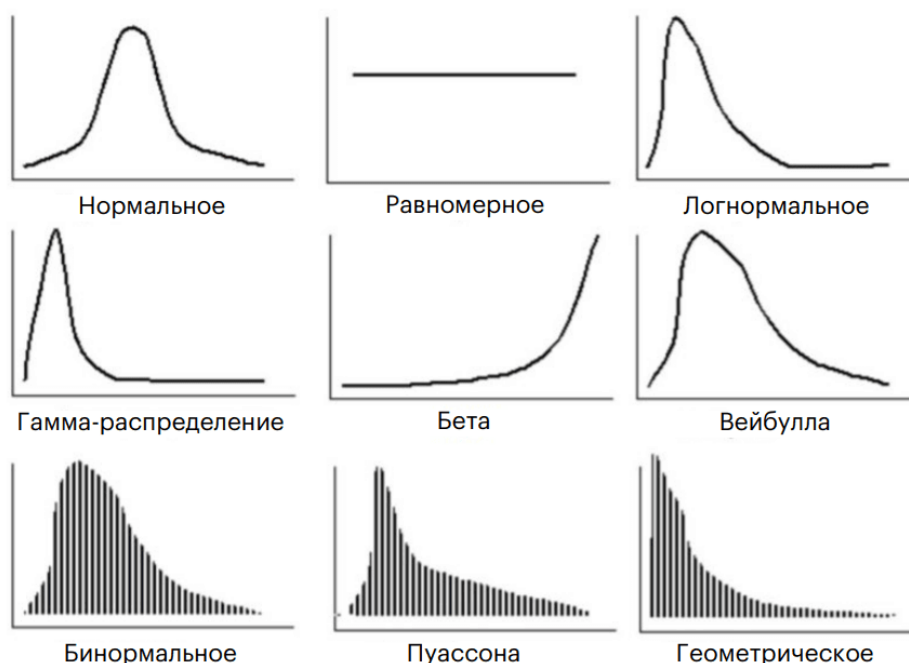 Нормальное
Равномерное
Логнормальное
Гамма-распределение
Бета
Вейбулла
Бинормальное
Пуассона
Геометрическое